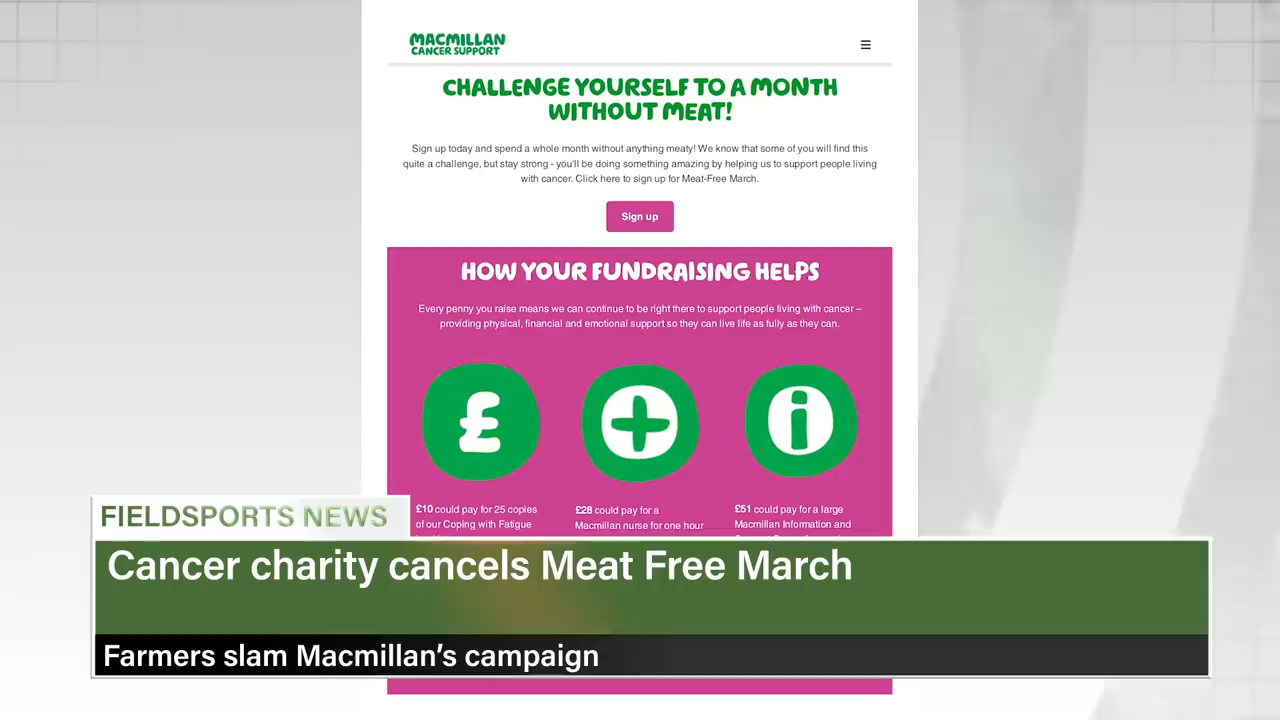 MACMILLAN
CANCER SUPPORT
CHALLENGE YOURSELF TO A MONTH
WITHOUT MEAT!
Sign up today and spend a whole month without anything meaty! We know that some of you will find this
quite a challenge, but stay strong - you'll be doing something amazing by helping us to support people living
with cancer. Click here to sign up for Meat-Free March.
Sign up
HOW YOUR FUNDRAISING HELPS
Every penny you raise means we can continue to be right there to support people living with cancer –
providing physical, financial and emotional support so they can live life as fully as they can.
£
i
£10 could pay for 25 copies
of our Coping with Fatigue
£28 could pay for a
Macmillan nurse for one hour
£51 could pay for a large
Macmillan Information and
FIELDSPORTS NEWS
Cancer charity cancels Meat Free March
Farmers slam Macmillan's campaign